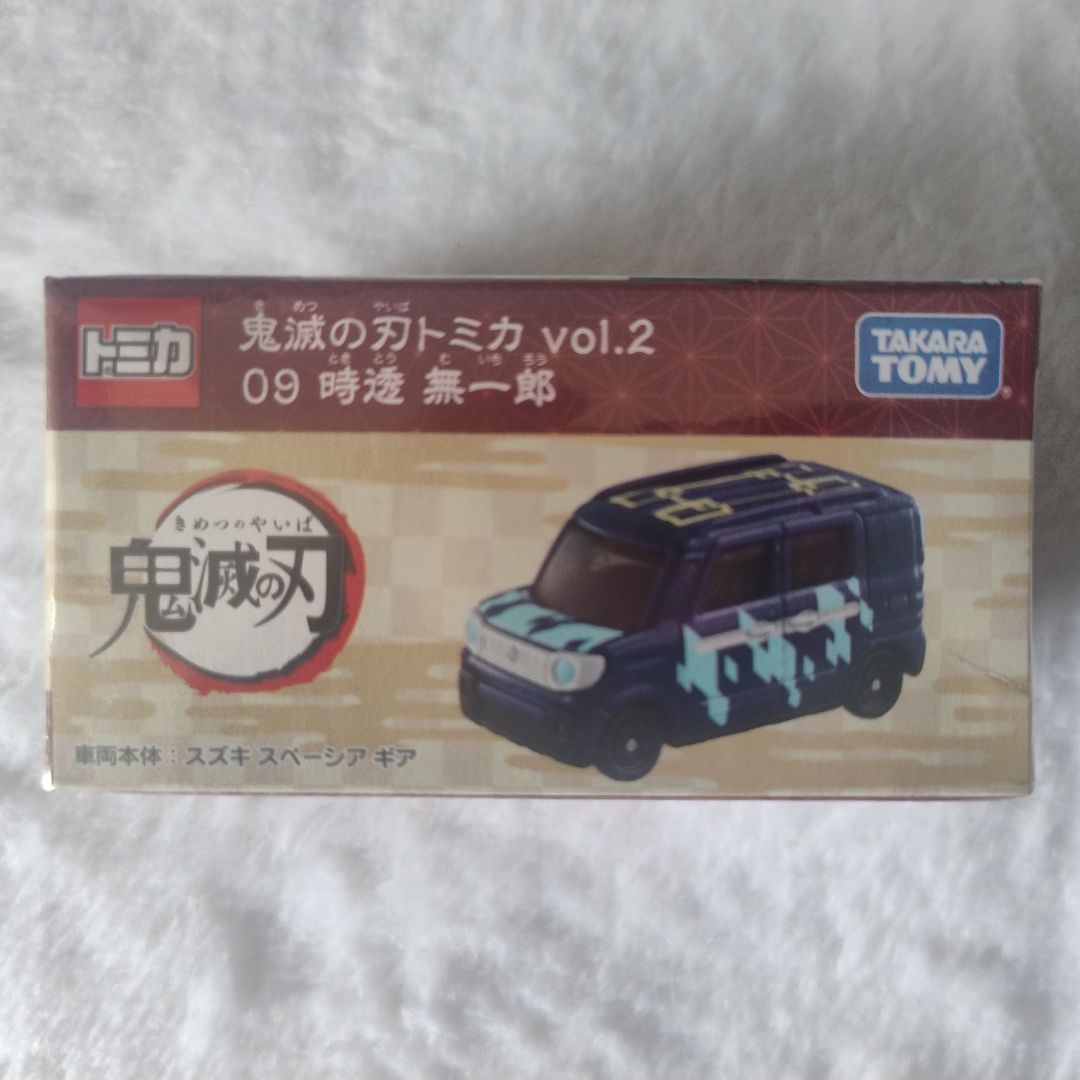 トミカ
き めつ やいば
鬼滅の刃トミカ vol.2
ときとう むいちろう
09 時透 無一郎
TAKARA
TOMY
きめつのやいば
鬼滅の刃
車両本体：スズキ スペーシア ギア